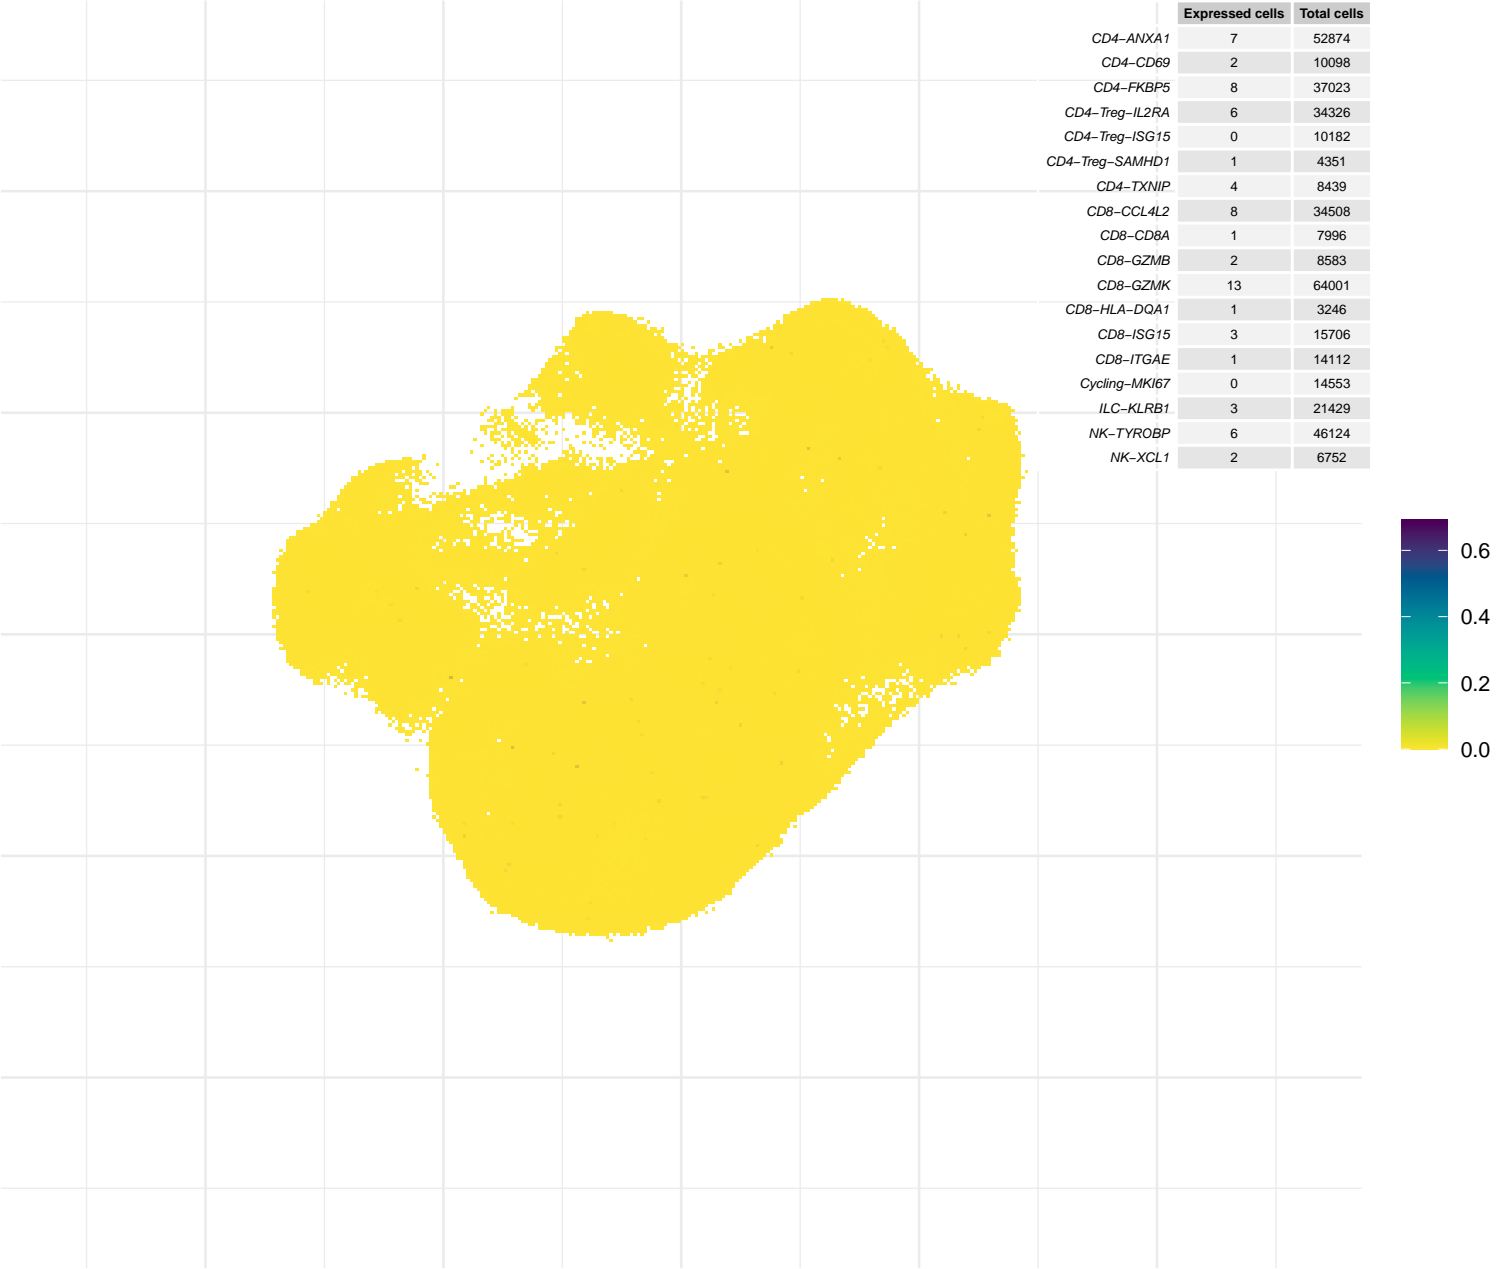 Expressed cells Total cells
CD4−ANXA1 7 52874
CD4−CD69 2 10098
CD4−FKBP5 8 37023
CD4−Treg−IL2RA 6 34326
CD4−Treg−ISG15 0 10182
CD4−Treg−SAMHD1 1 4351
CD4−TXNIP 4 8439
CD8−CCL4L2 8 34508
CD8−CD8A 1 7996
CD8−GZMB 2 8583
CD8−GZMK 13 64001
CD8−HLA−DQA1 1 3246
CD8−ISG15 3 15706
CD8−ITGAE 1 14112
Cycling−MKI67 0 14553
ILC−KLRB1 3 21429
NK−TYROBP 6 46124
NK−XCL1 2 6752
0.6
0.4
0.2
0.0